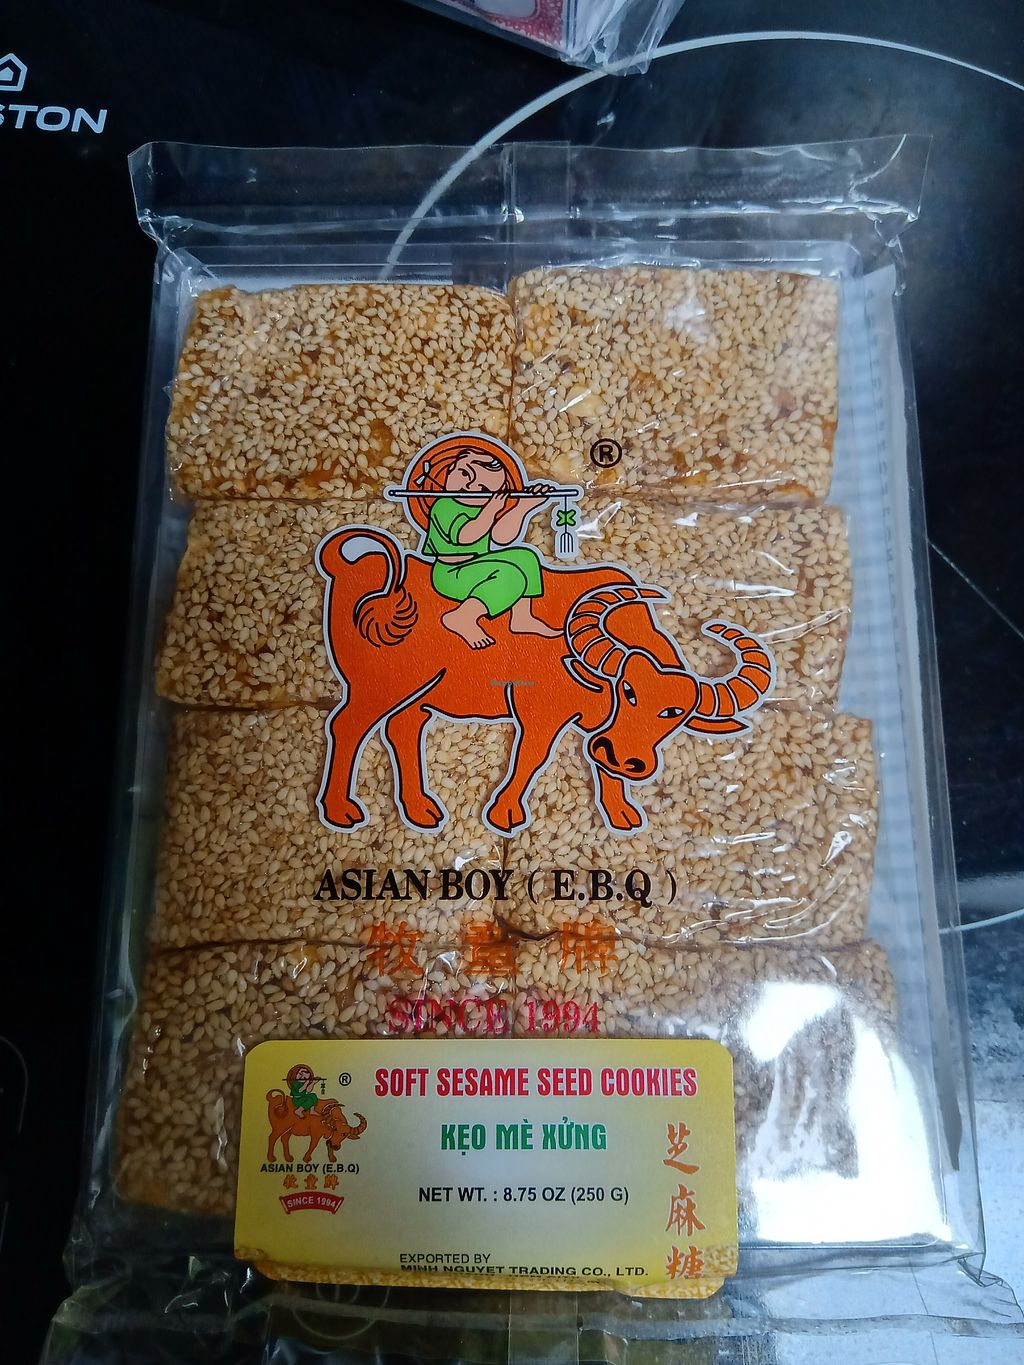 STON
®
ASIAN BOY ( E.B.Q )
牧童牌
SINCE 1994
®
SOFT SESAME SEED COOKIES
KẸO MÈ XỬNG
ASIAN BOY (E.B.Q)
牧童牌
SINCE 1994
NET WT. : 8.75 OZ (250 G)
芝麻糖
EXPORTED BY
MINH NGUYET TRADING CO., LTD.